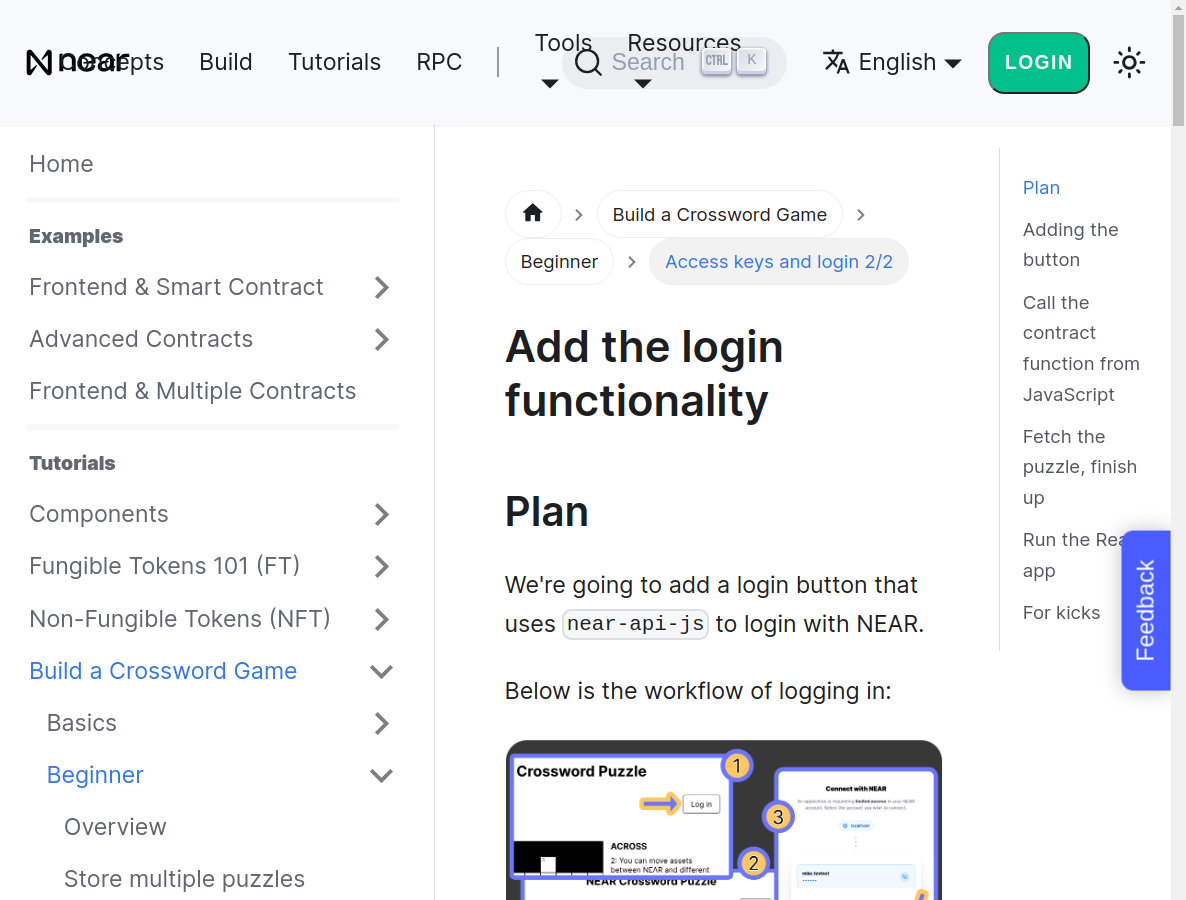 near
Concepts
Build
Tutorials
RPC
Tools
Resources
Search
CTRL
K
English
LOGIN
Home
Examples
Frontend & Smart Contract
Advanced Contracts
Frontend & Multiple Contracts
Tutorials
Components
Fungible Tokens 101 (FT)
Non-Fungible Tokens (NFT)
Build a Crossword Game
Basics
Beginner
Overview
Store multiple puzzles
Build a Crossword Game
Beginner
Access keys and login 2/2
Add the login
functionality
Plan
We're going to add a login button that
uses near-api-js to login with NEAR.
Below is the workflow of logging in:
Crossword Puzzle
1
Log in
ACROSS
2: You can move assets
between NEAR and different
2
NEAR Crossword Puzzle
3
Connect with NEAR
An application is requesting limited access to your NEAR
account. Select the account you wish to connect.
localhost
mike.testnet
Plan
Adding the
button
Call the
contract
function from
JavaScript
Fetch the
puzzle, finish
up
Run the Rea
app
For kicks
Feedback